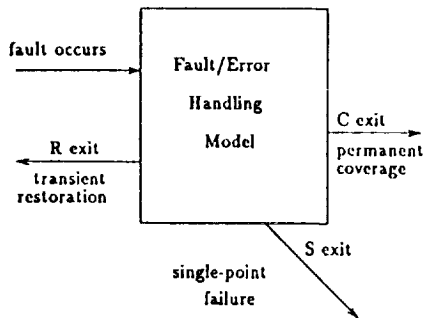 fault occurs
Fault/Error
Handling
Model
R exit
transient
restoration
C exit
permanent
coverage
S exit
single-point
failure